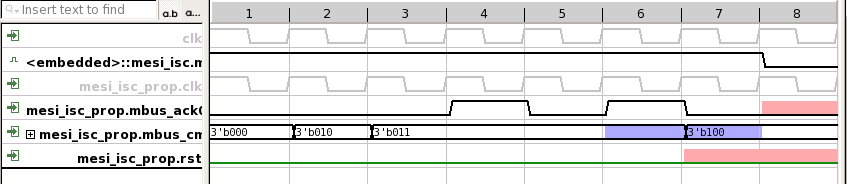 Insert text to find
a.b a...
1 2 3 4 5 6 7 8
clk
<embedded>::mesi_isc.m
mesi_isc_prop.clk
mesi_isc_prop.mbus_ack
mesi_isc_prop.mbus_cm 3'b000 3'b010 3'b011 3'b100
mesi_isc_prop.rst